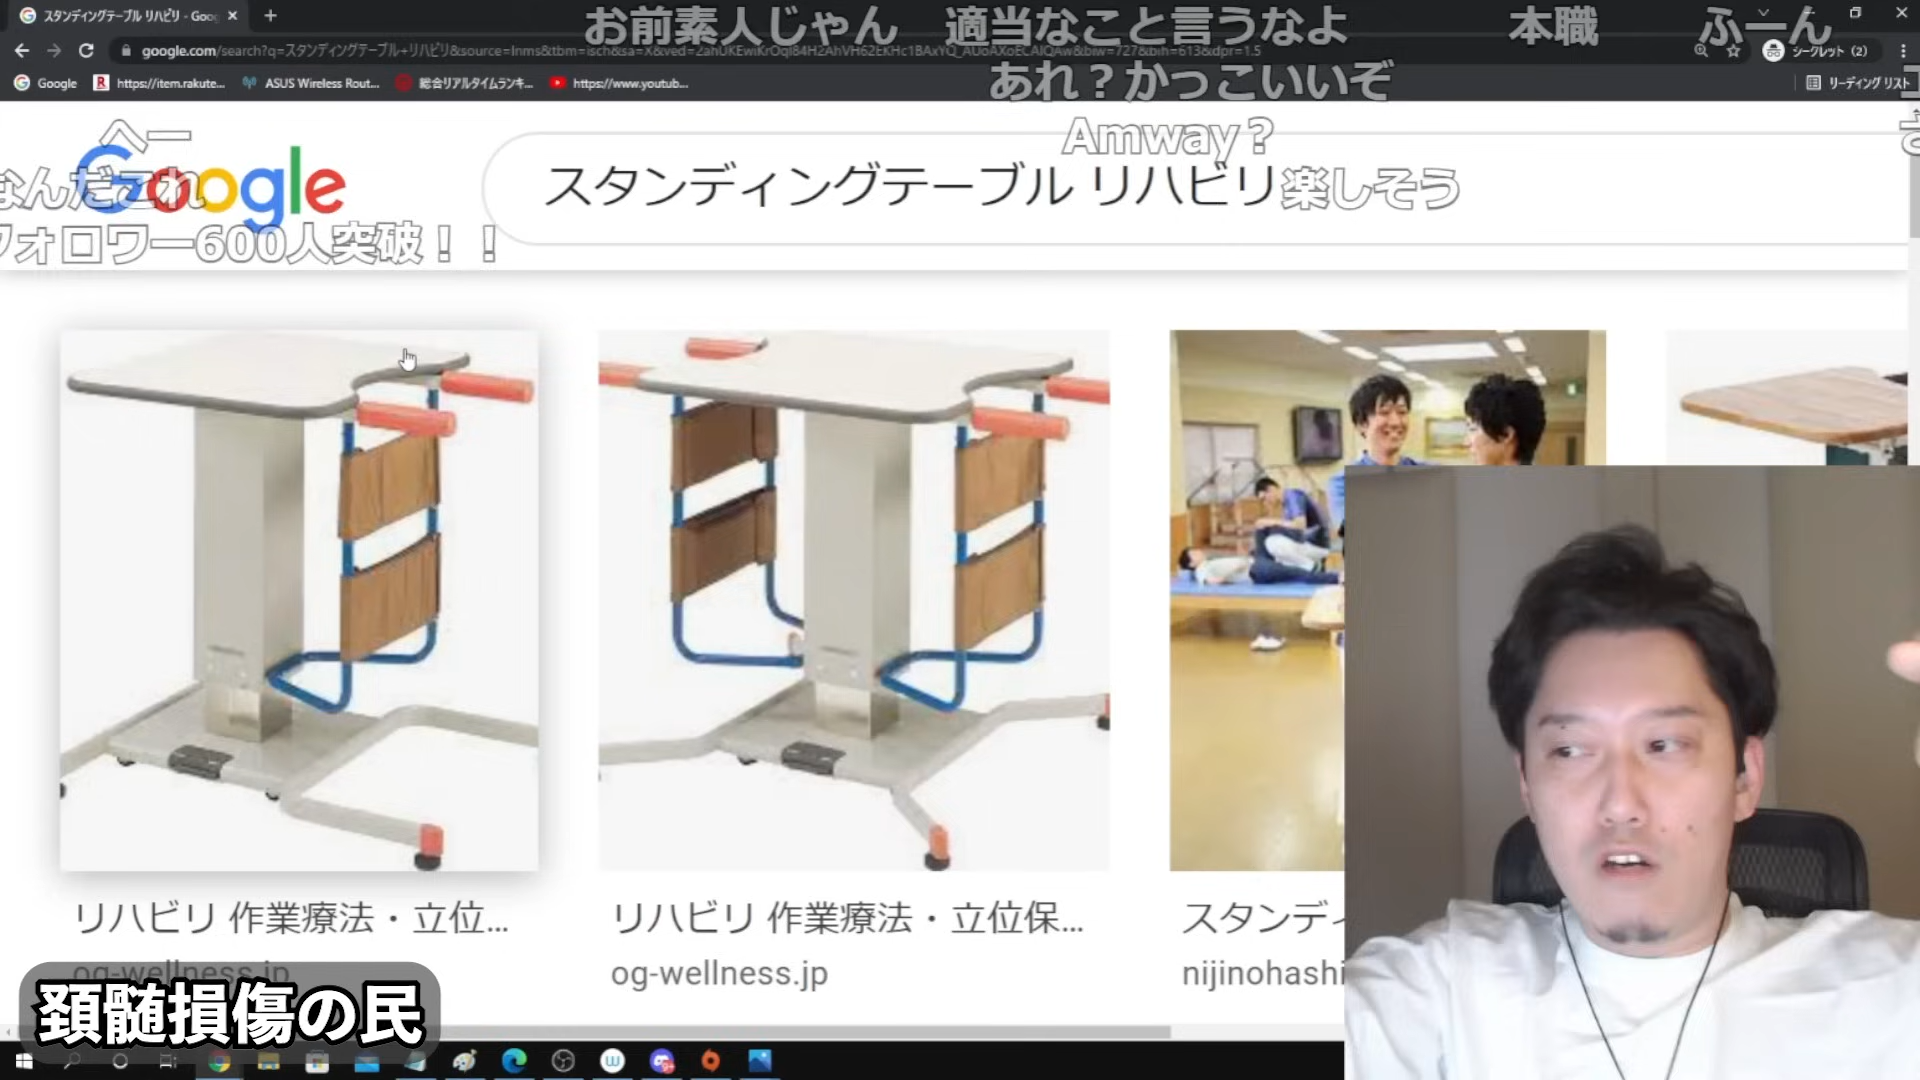 スタンディングテーブル リハビリ - Goo
お前素人じゃん
適当なこと言うなよ
本職
ふーん
シークレット (2)
あれ？かっこいいぞ
Google
https://item.rakute...
ASUS Wireless Rout...
総合リアルタイムランキ...
https://www.youtub...
リーディング リスト
へー
Amway？
Google
なんだこれ
スタンディングテーブル リハビリ
楽しそう
フォロワー600人突破！！
リハビリ 作業療法・立位...
リハビリ 作業療法・立位保...
スタンディ
og-wellness.jp
og-wellness.jp
nijinohashi
頚髄損傷の民